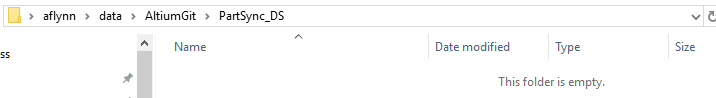 aflynn > data > AltiumGit > PartSync_DS
ss
Name Date modified Type Size
This folder is empty.